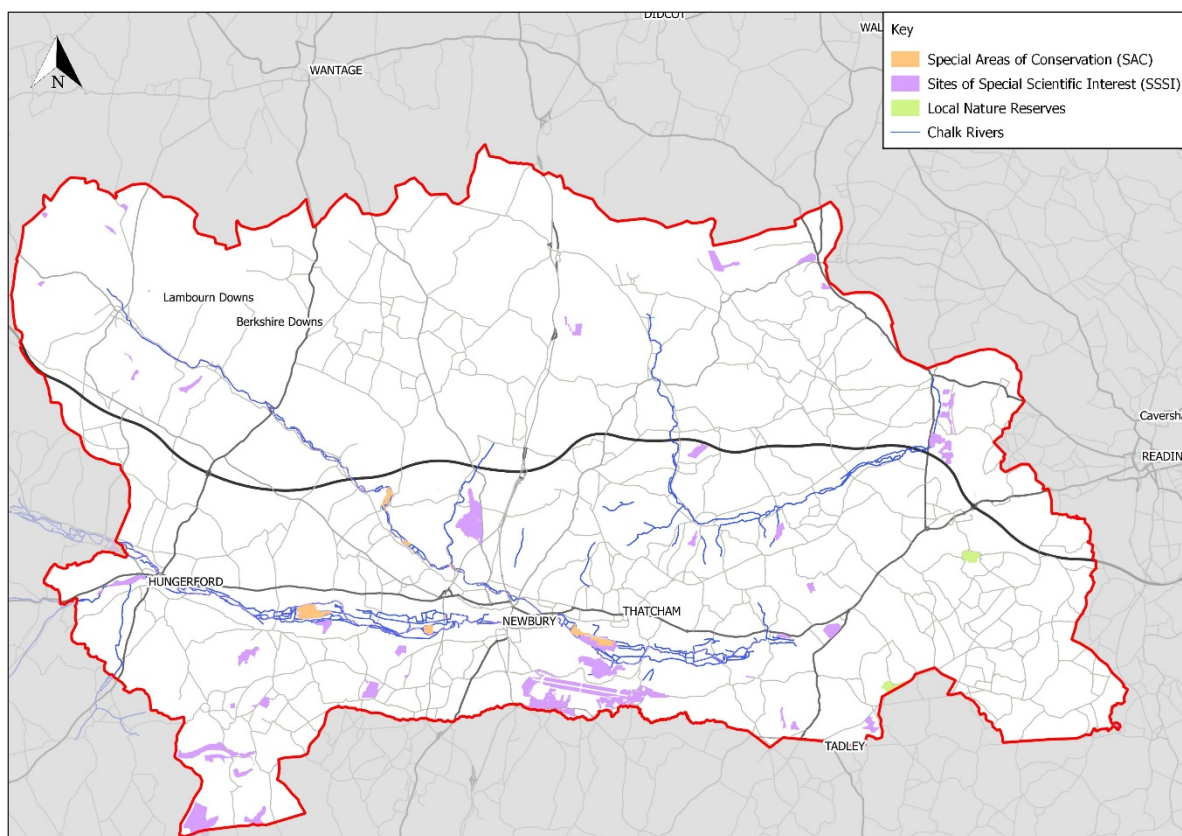 DIDCOT
WAL
WANTAGE
Key
Special Areas of Conservation (SAC)
Sites of Special Scientific Interest (SSSI)
Local Nature Reserves
Chalk Rivers
N
Lambourn Downs
Berkshire Downs
Caversha
READIN
HUNGERFORD
NEWBURY
THATCHAM
TADLEY